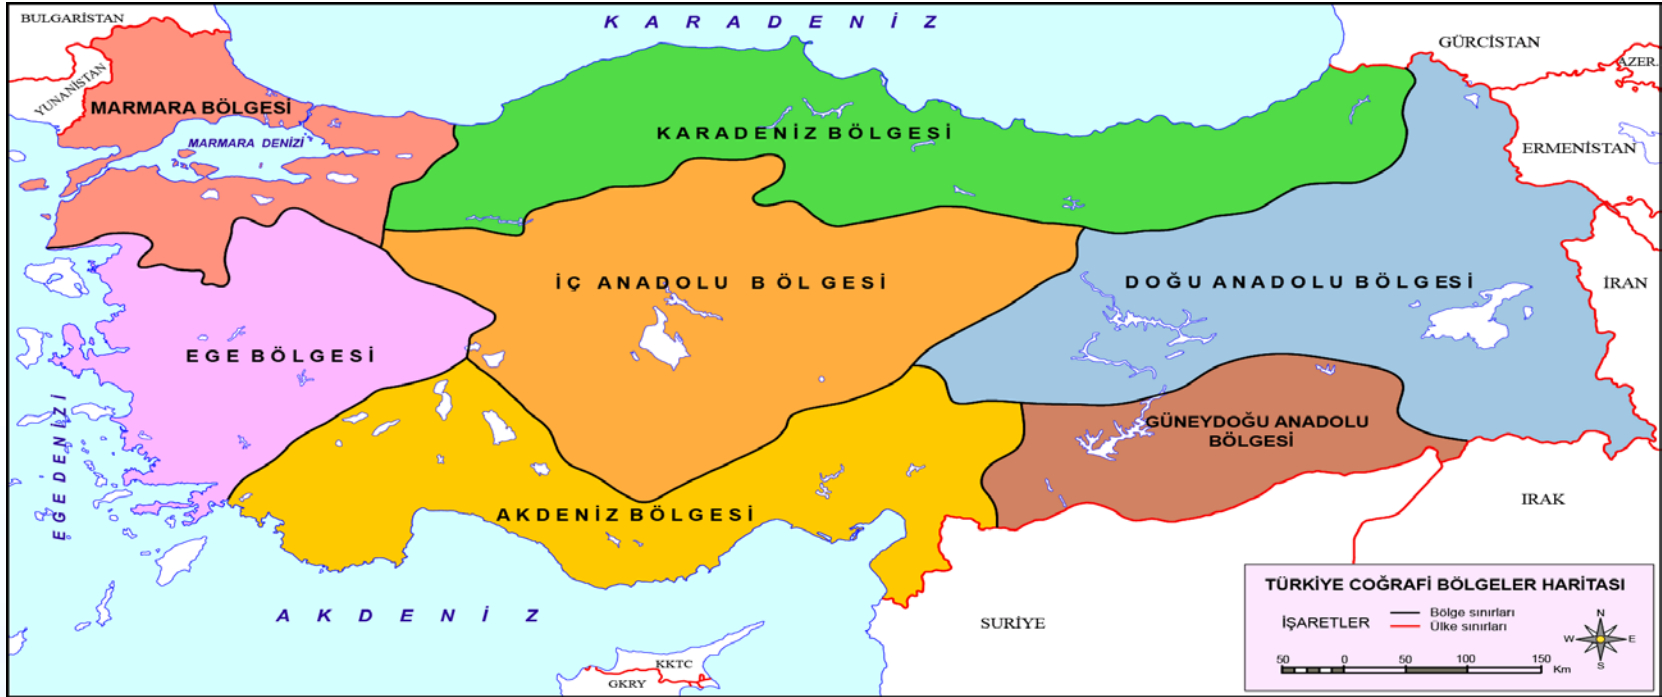 BULGARİSTAN
K A R A D E N İ Z
GÜRCİSTAN
AZER.
YUNANİSTAN
MARMARA BÖLGESİ
KARADENİZ BÖLGESİ
MARMARA DENİZİ
ERMENİSTAN
İÇ ANADOLU BÖLGESİ
DOĞU ANADOLU BÖLGESİ
İRAN
EGE BÖLGESİ
EGE DENİZİ
GÜNEYDOĞU ANADOLU
BÖLGESİ
AKDENİZ BÖLGESİ
IRAK
A K D E N İ Z
SURİYE
KKTC
GKRY
TÜRKİYE COĞRAFİ BÖLGELER HARİTASI
İŞARETLER
Bölge sınırları
Ülke sınırları
N
W E
S
50 0 50 100 150 Km